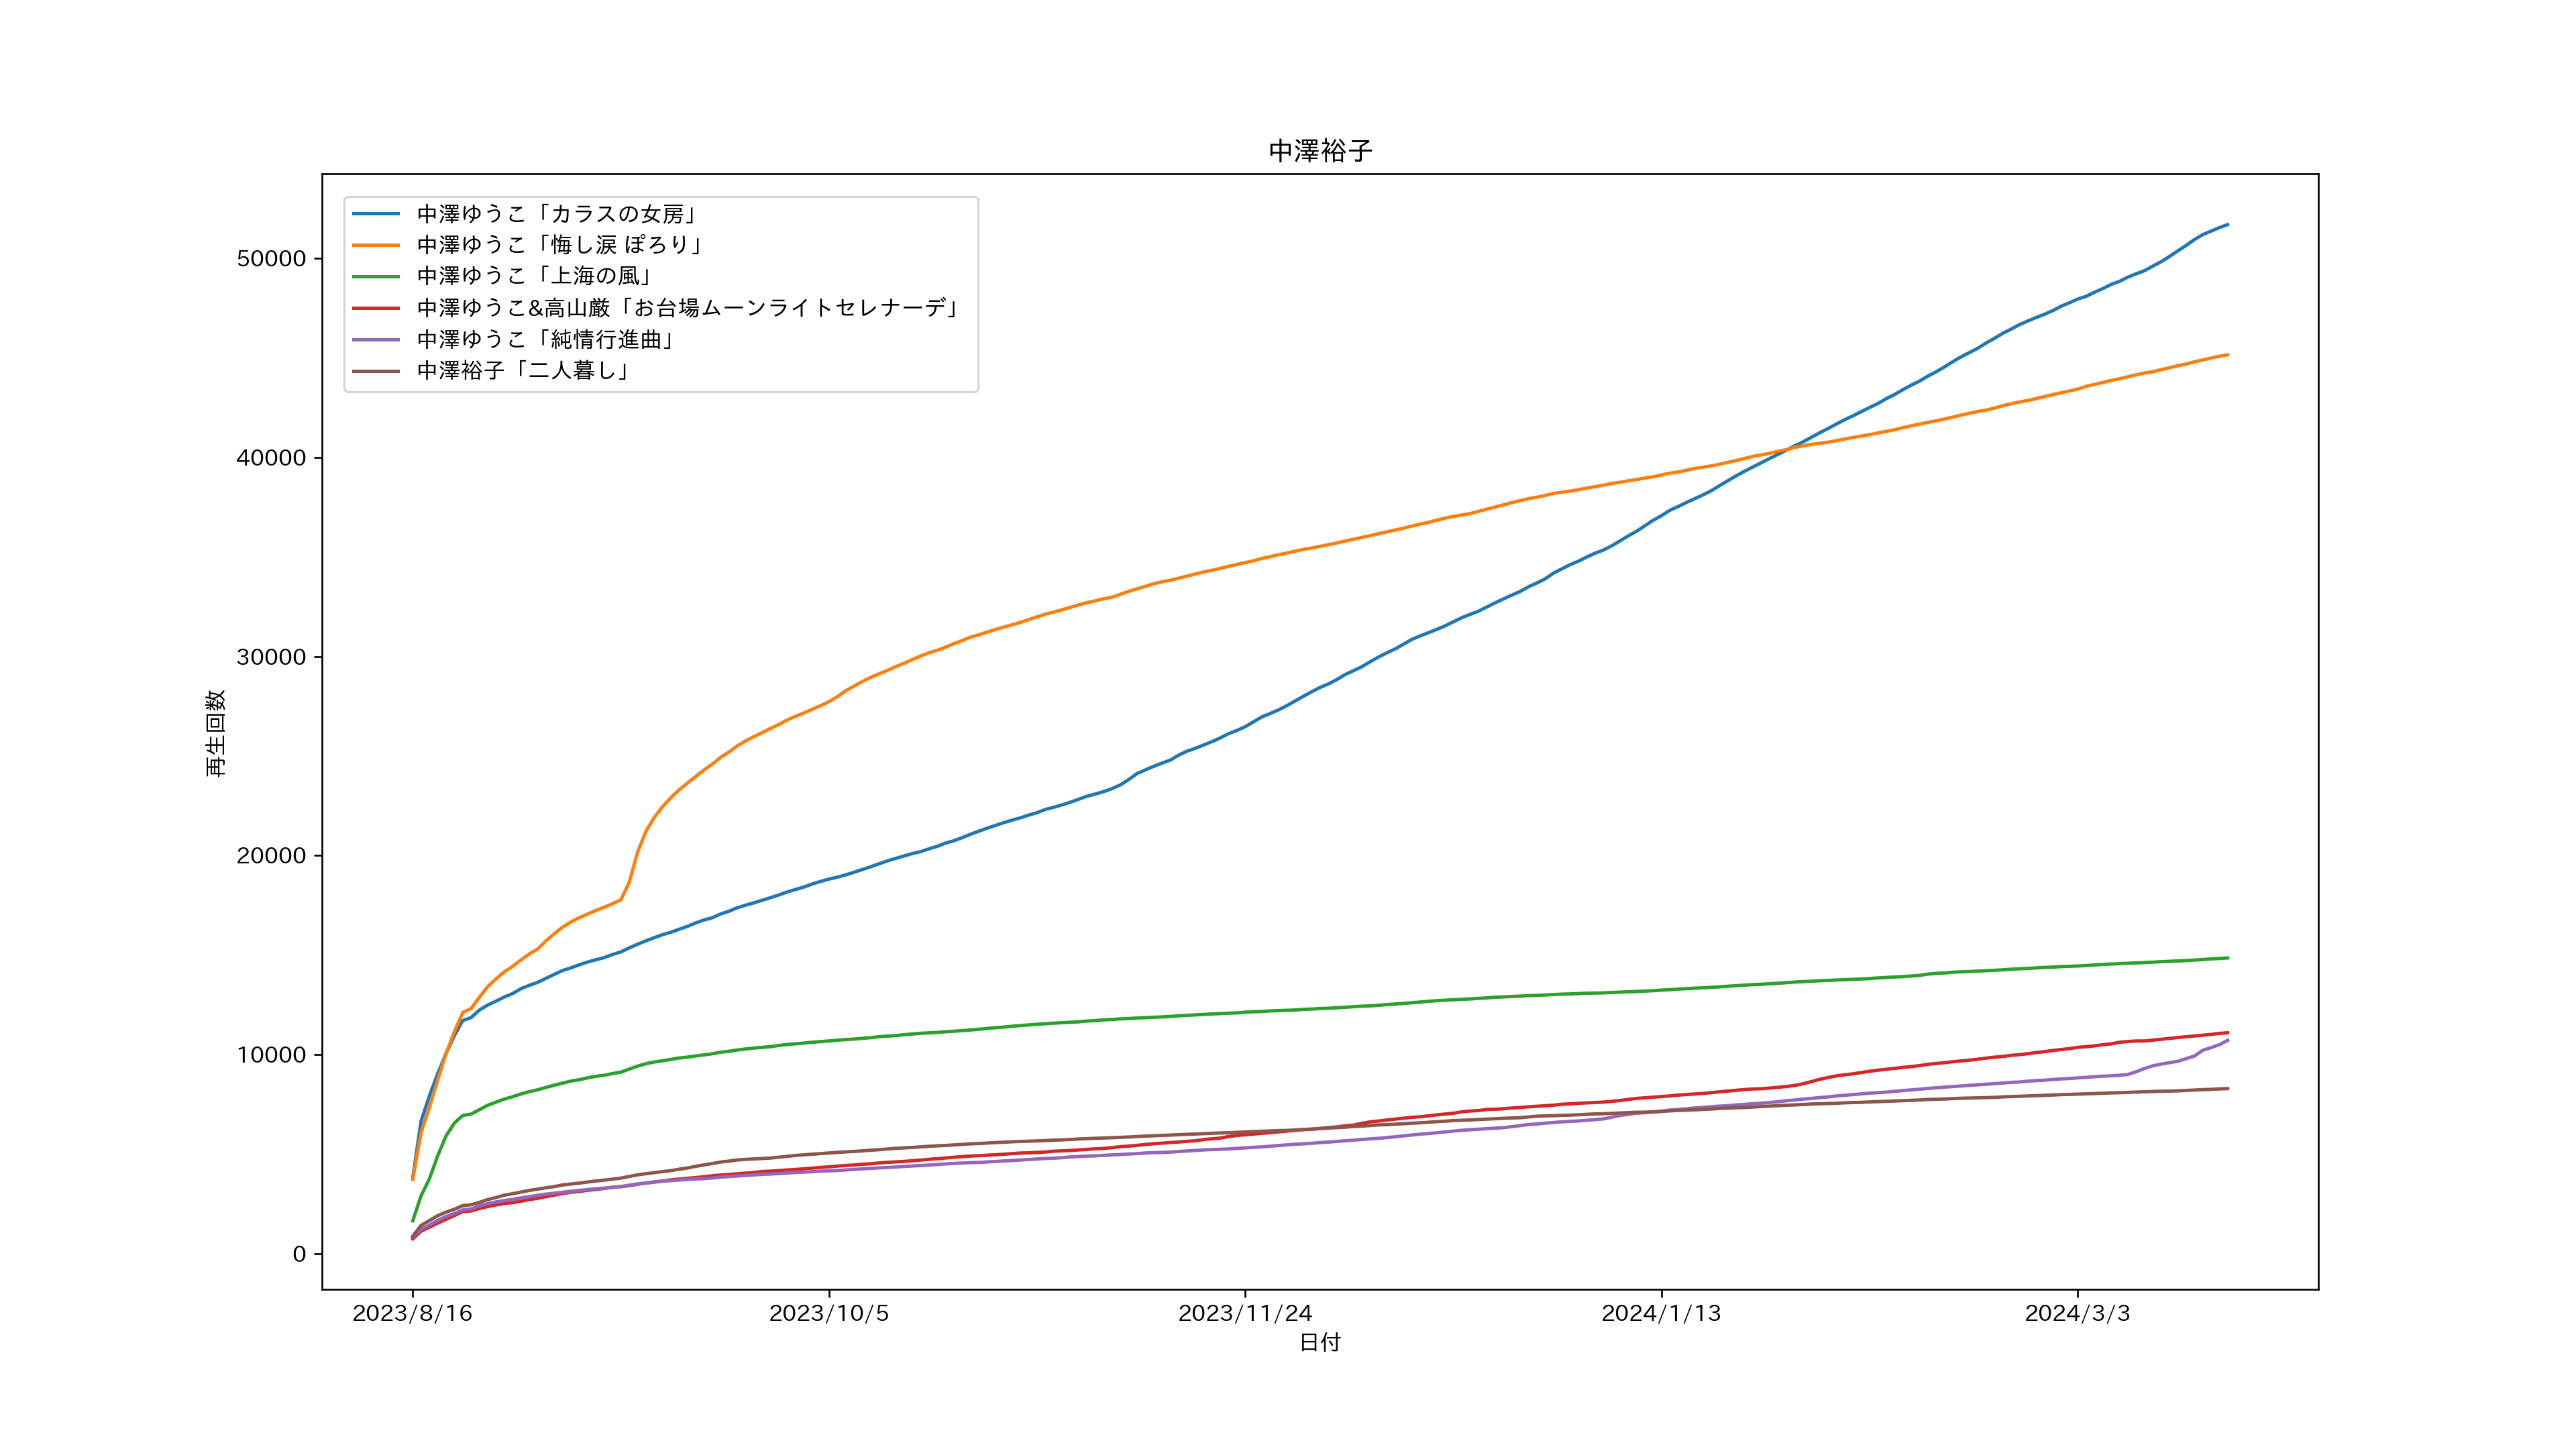 中澤裕子
中澤ゆうこ「カラスの女房」
中澤ゆうこ「悔し涙 ぽろり」
中澤ゆうこ「上海の風」
中澤ゆうこ&高山厳「お台場ムーンライトセレナーデ」
中澤ゆうこ「純情行進曲」
中澤裕子「二人暮し」
50000
40000
30000
20000
10000
0
再生回数
2023/8/16
2023/10/5
2023/11/24
2024/1/13
2024/3/3
日付